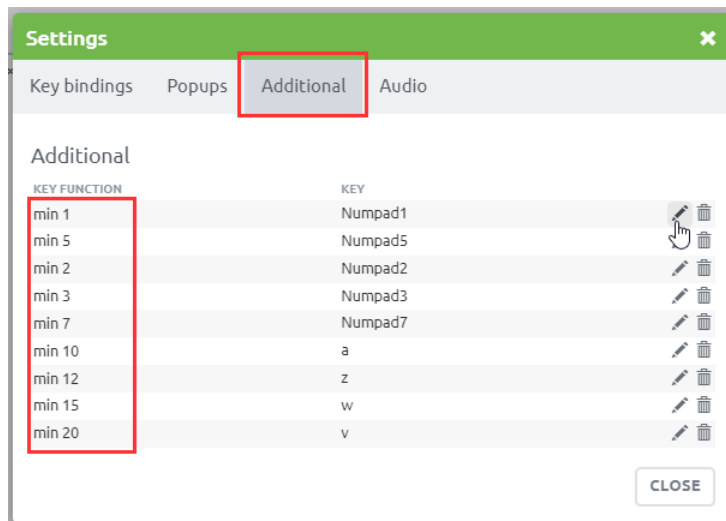 Settings
Key bindings Popups Additional Audio
Additional
KEY FUNCTION KEY
min 1 Numpad1
min 5 Numpad5
min 2 Numpad2
min 3 Numpad3
min 7 Numpad7
min 10 a
min 12 z
min 15 w
min 20 v
CLOSE